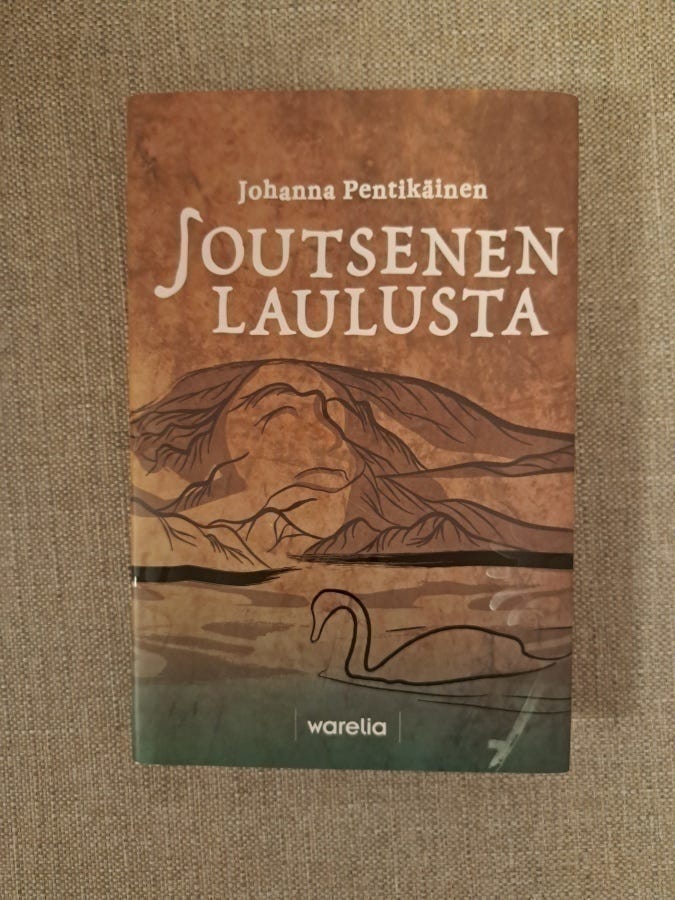 Johanna Pentikäinen
JOUTSENEN
LAULUSTA
warelia